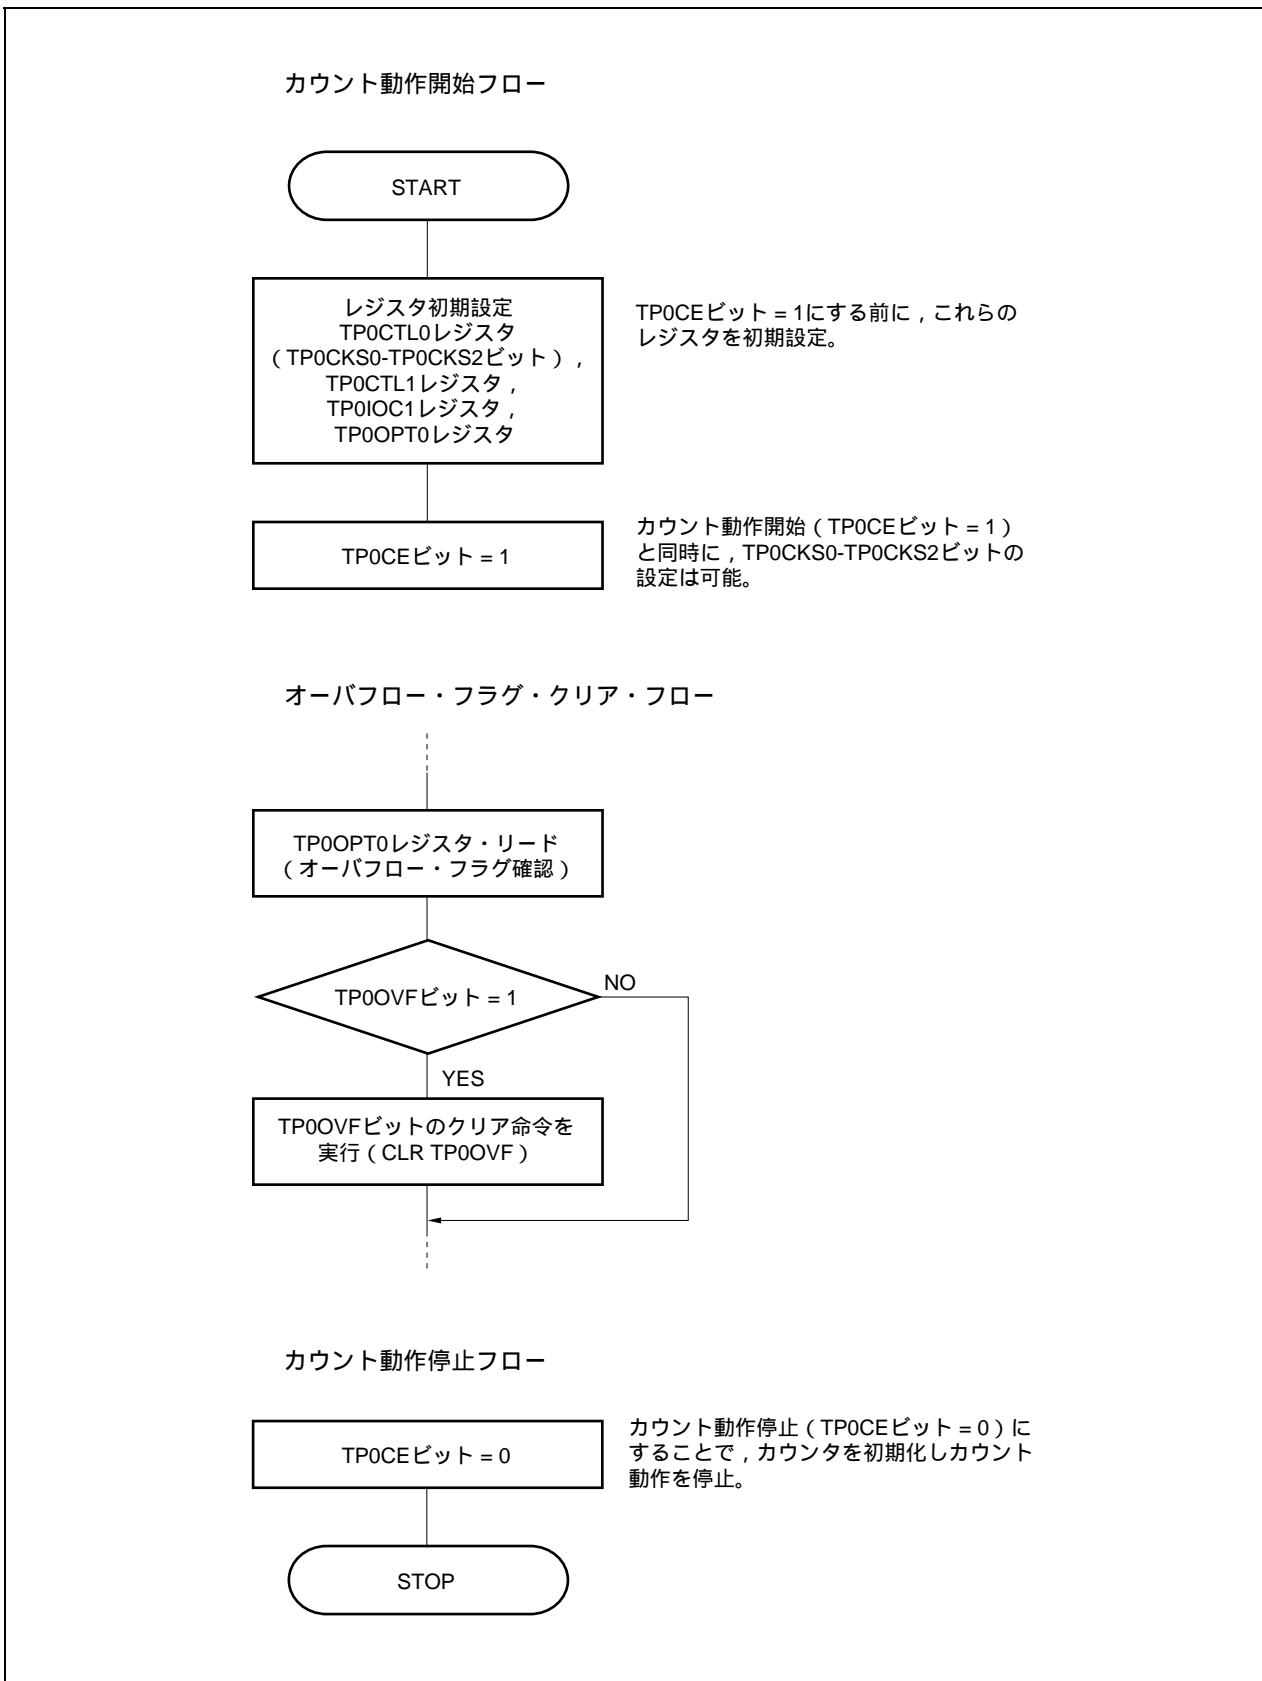 カウント動作開始フロー
START
レジスタ初期設定
TP0CTL0レジスタ
（TP0CKS0-TP0CKS2ビット），
TP0CTL1レジスタ，
TP0IOC1レジスタ，
TP0OPT0レジスタ
TP0CEビット = 1にする前に，これらの
レジスタを初期設定。
TP0CEビット = 1
カウント動作開始（TP0CEビット = 1）
と同時に，TP0CKS0-TP0CKS2ビットの
設定は可能。
オーバフロー・フラグ・クリア・フロー
TP0OPT0レジスタ・リード
（オーバフロー・フラグ確認）
TP0OVFビット = 1
NO
YES
TP0OVFビットのクリア命令を
実行（CLR TP0OVF）
カウント動作停止フロー
TP0CEビット = 0
カウント動作停止（TP0CEビット = 0）に
することで，カウンタを初期化しカウント
動作を停止。
STOP